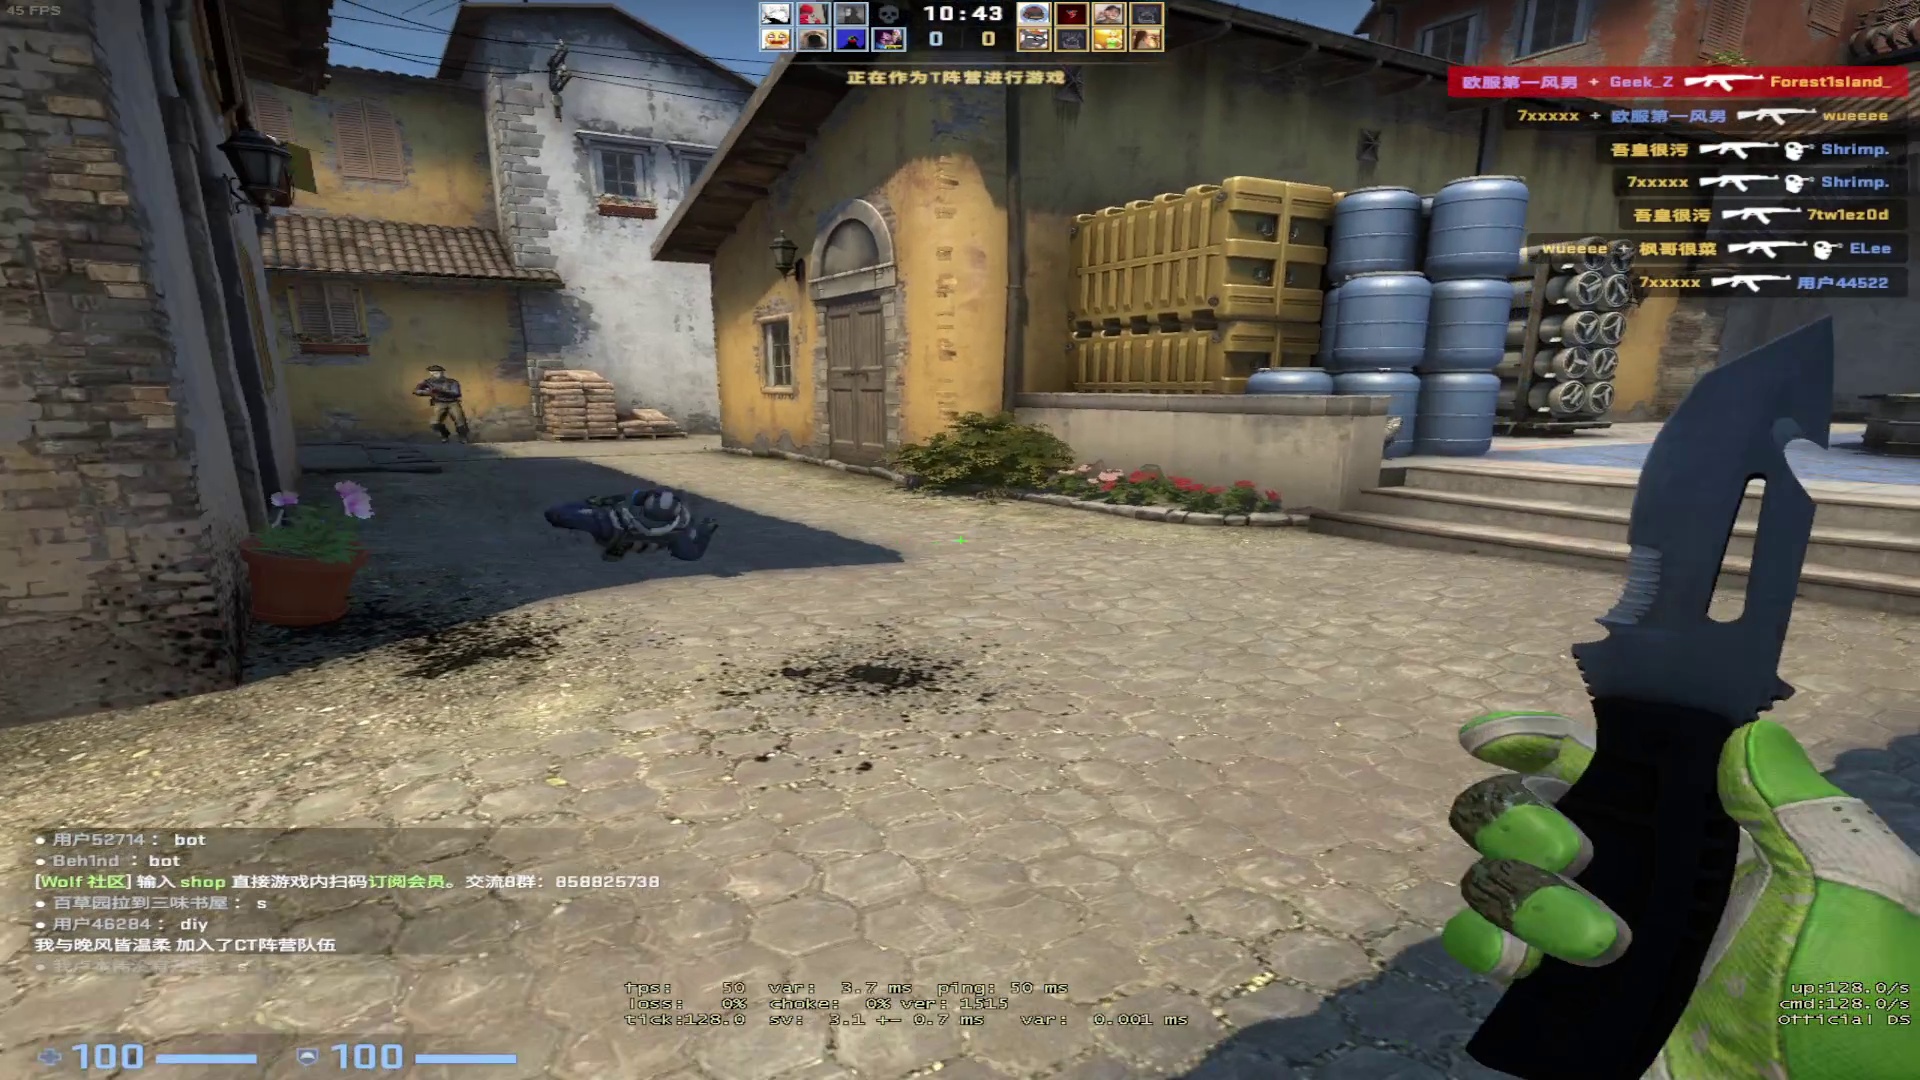 45 FPS
10:43
0 0
正在作为T阵营进行游戏
欧服第一风男 + Geek_Z Forest1sland_
7xxxxx + 欧服第一风男 wueeee
吾皇很污 Shrimp.
7xxxxx Shrimp.
吾皇很污 7tw1ez0d
wueeee + 枫哥很菜 ELee
7xxxxx 用户44522
用户52714： bot
Beh1nd： bot
[Wolf 社区] 输入 shop 直接游戏内扫码订阅会员。交流8群：858825738
百草园拉到三味书屋： s
用户46284： diy
我与晚风皆温柔 加入了CT阵营队伍
fps: 50 var: 3.7 ms ping: 50 ms
loss: 0% choke: 0% ver: 1515
tick:128.0 sv: 3.1 +- 0.7 ms var: 0.001 ms
up:128.0/s
cmd:128.0/s
Official DS
100 100